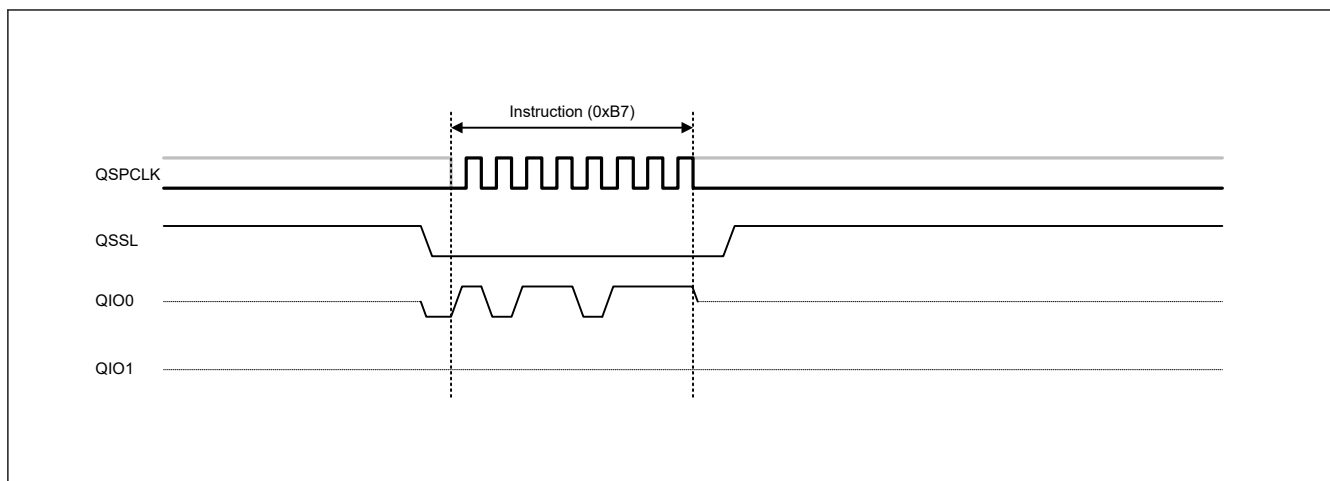 Instruction (0xB7)
QSPCLK
QSSL
QIO0
QIO1